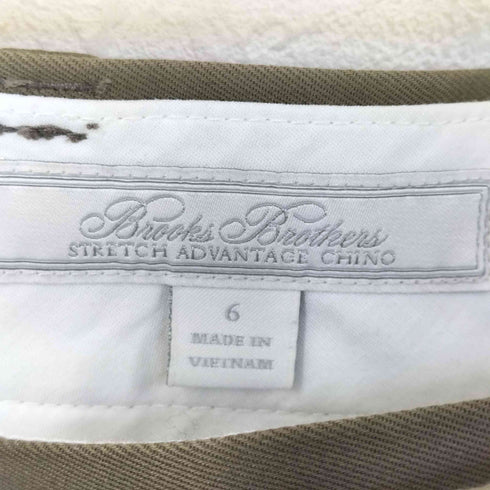 Brooks Brothers
STRETCH ADVANTAGE CHINO
6
MADE IN
VIETNAM